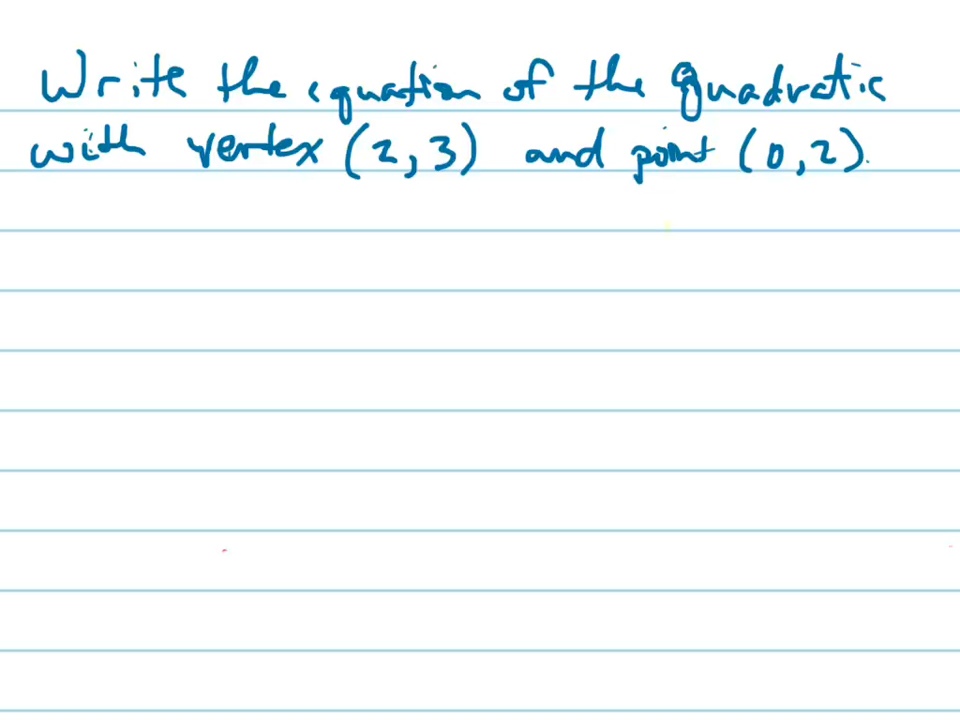 Write the equation of the quadratic
with vertex (2,3) and point (0,2).